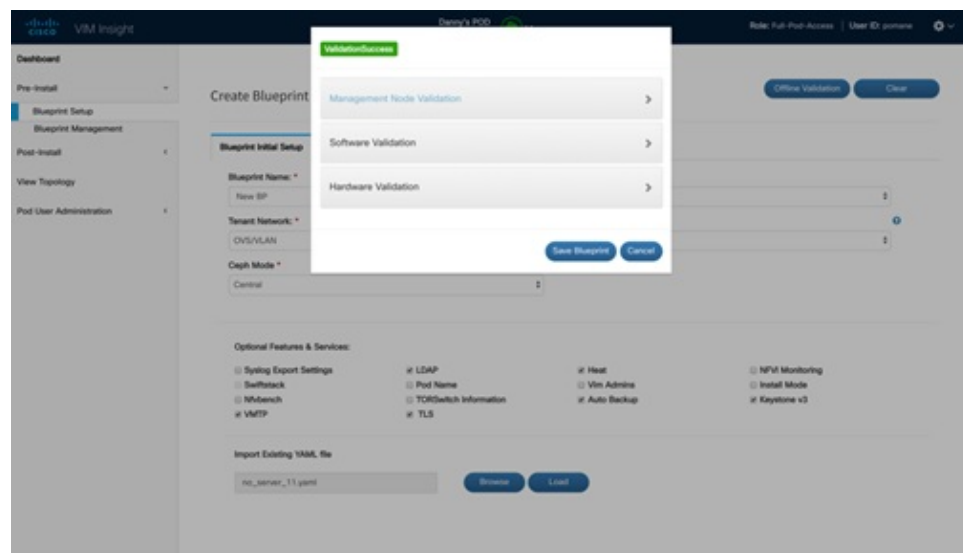 cisco VIM Insight
Danny's POD
Role: Full-Pod-Access | User ID: pomane
Dashboard
Pre-Install
Blueprint Setup
Blueprint Management
Post-Install
View Topology
Pod User Administration
ValidationSuccess
Management Node Validation
Software Validation
Hardware Validation
Save Blueprint Cancel
Create Blueprint
Offline Validation Clear
Blueprint Initial Setup
Blueprint Name: *
New BP
Tenant Network: *
OVS/VLAN
Ceph Mode *
Central
Optional Features & Services:
Syslog Export Settings LDAP Heat NFVI Monitoring
Swiftstack Pod Name Vim Admins Install Mode
Nfvbench TORSwitch Information Auto Backup Keystone v3
VMTP TLS
Import Existing YAML file
no_server_11.yaml Browse Load